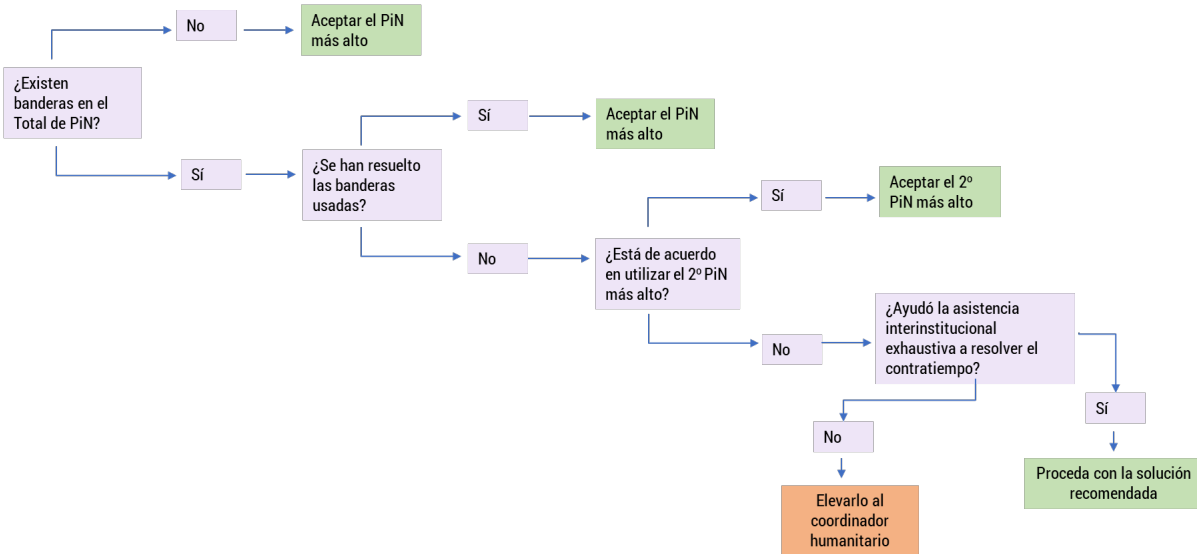 ¿Existen
banderas en el
Total de PiN?
No
Aceptar el PiN
más alto
Sí
¿Se han resuelto
las banderas
usadas?
Sí
Aceptar el PiN
más alto
No
¿Está de acuerdo
en utilizar el 2º PiN
más alto?
Sí
Aceptar el 2º
PiN más alto
No
¿Ayudó la asistencia
interinstitucional
exhaustiva a resolver el
contratiempo?
Sí
Proceda con la solución
recomendada
No
Elevarlo al
coordinador
humanitario